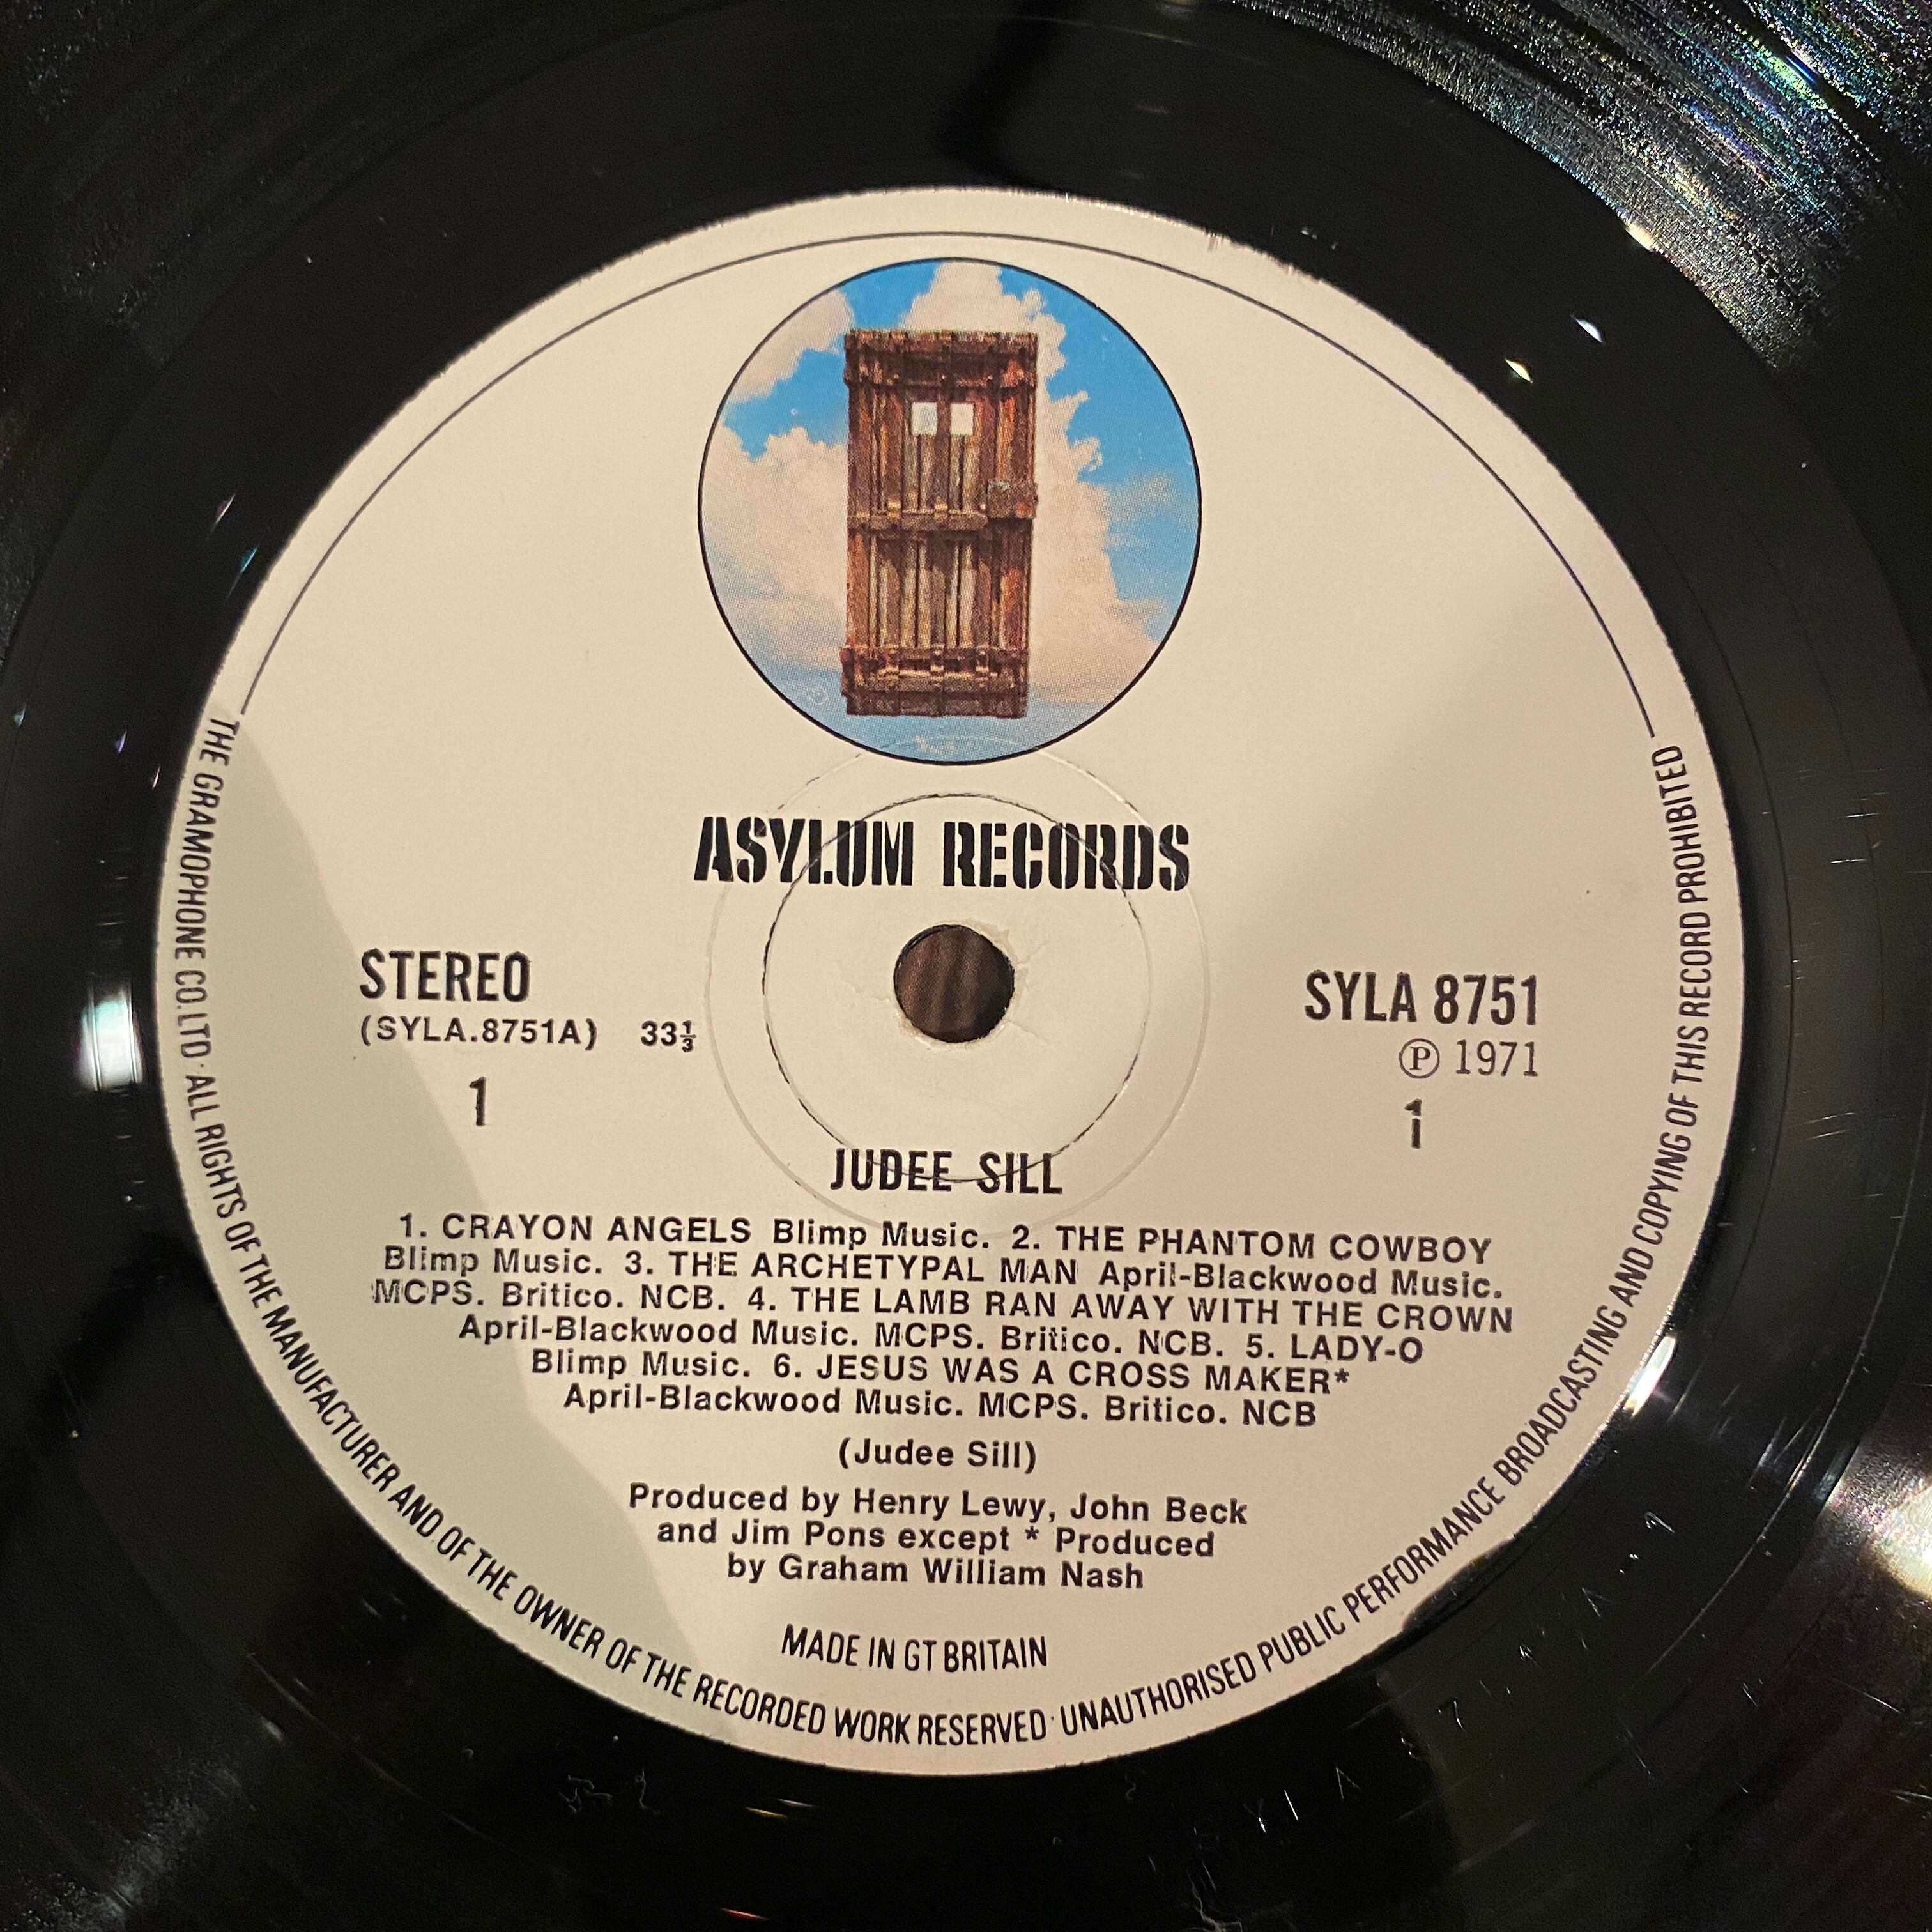 ASYLUM RECORDS
STEREO
(SYLA.8751A) 33⅓
1
SYLA 8751
Ⓟ 1971
1
JUDEE SILL
1. CRAYON ANGELS Blimp Music. 2. THE PHANTOM COWBOY
Blimp Music. 3. THE ARCHETYPAL MAN April-Blackwood Music.
MCPS. Britico. NCB. 4. THE LAMB RAN AWAY WITH THE CROWN
April-Blackwood Music. MCPS. Britico. NCB. 5. LADY-O
Blimp Music. 6. JESUS WAS A CROSS MAKER*
April-Blackwood Music. MCPS. Britico. NCB
(Judee Sill)
Produced by Henry Lewy, John Beck
and Jim Pons except * Produced
by Graham William Nash
MADE IN GT BRITAIN
THE GRAMOPHONE CO.LTD · ALL RIGHTS OF THE MANUFACTURER AND OF THE OWNER OF THE RECORDED WORK RESERVED · UNAUTHORISED PUBLIC PERFORMANCE BROADCASTING AND COPYING OF THIS RECORD PROHIBITED